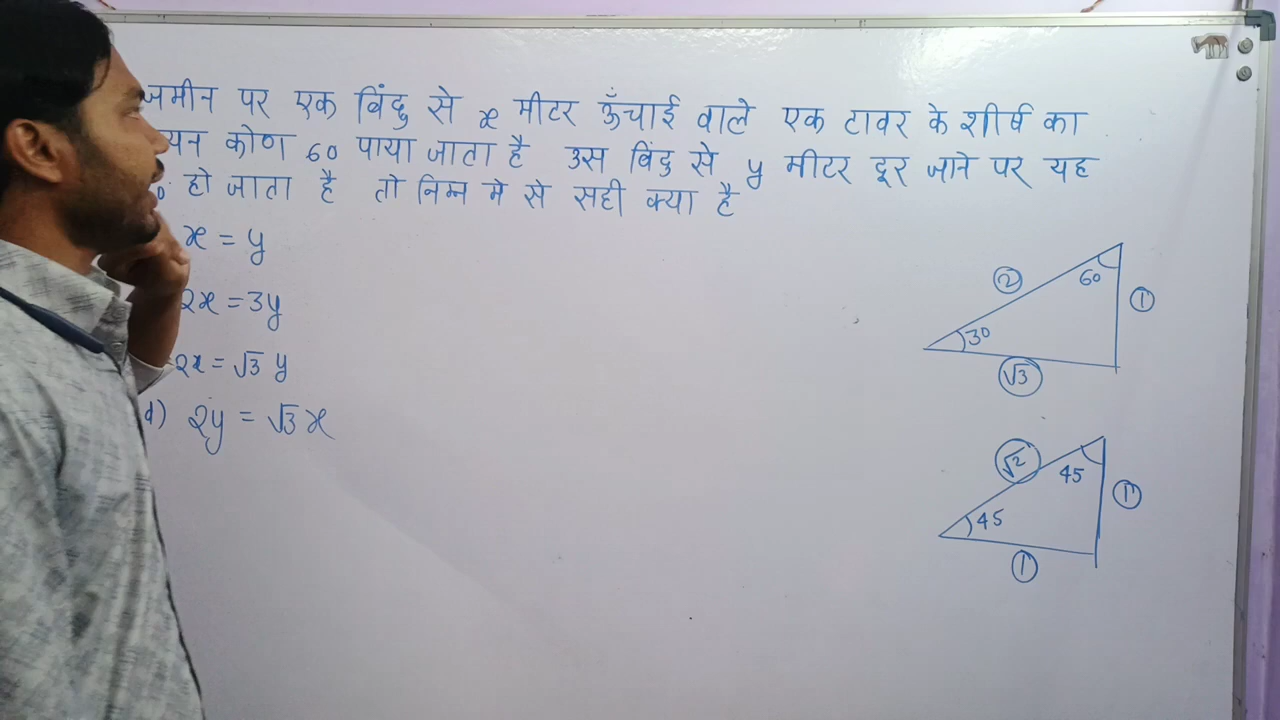 जमीन पर एक बिंदु से x मीटर ऊँचाई वाले एक टावर के शीर्ष का
कोण 60 पाया जाता है उस बिंदु से y मीटर दूर जाने पर यह
हो जाता है तो निम्न मे से सही क्या है
x = y
2x = 3y
2x = √3 y
d) 2y = √3 x
2
60
1
30
√3
√2
45
1
45
1